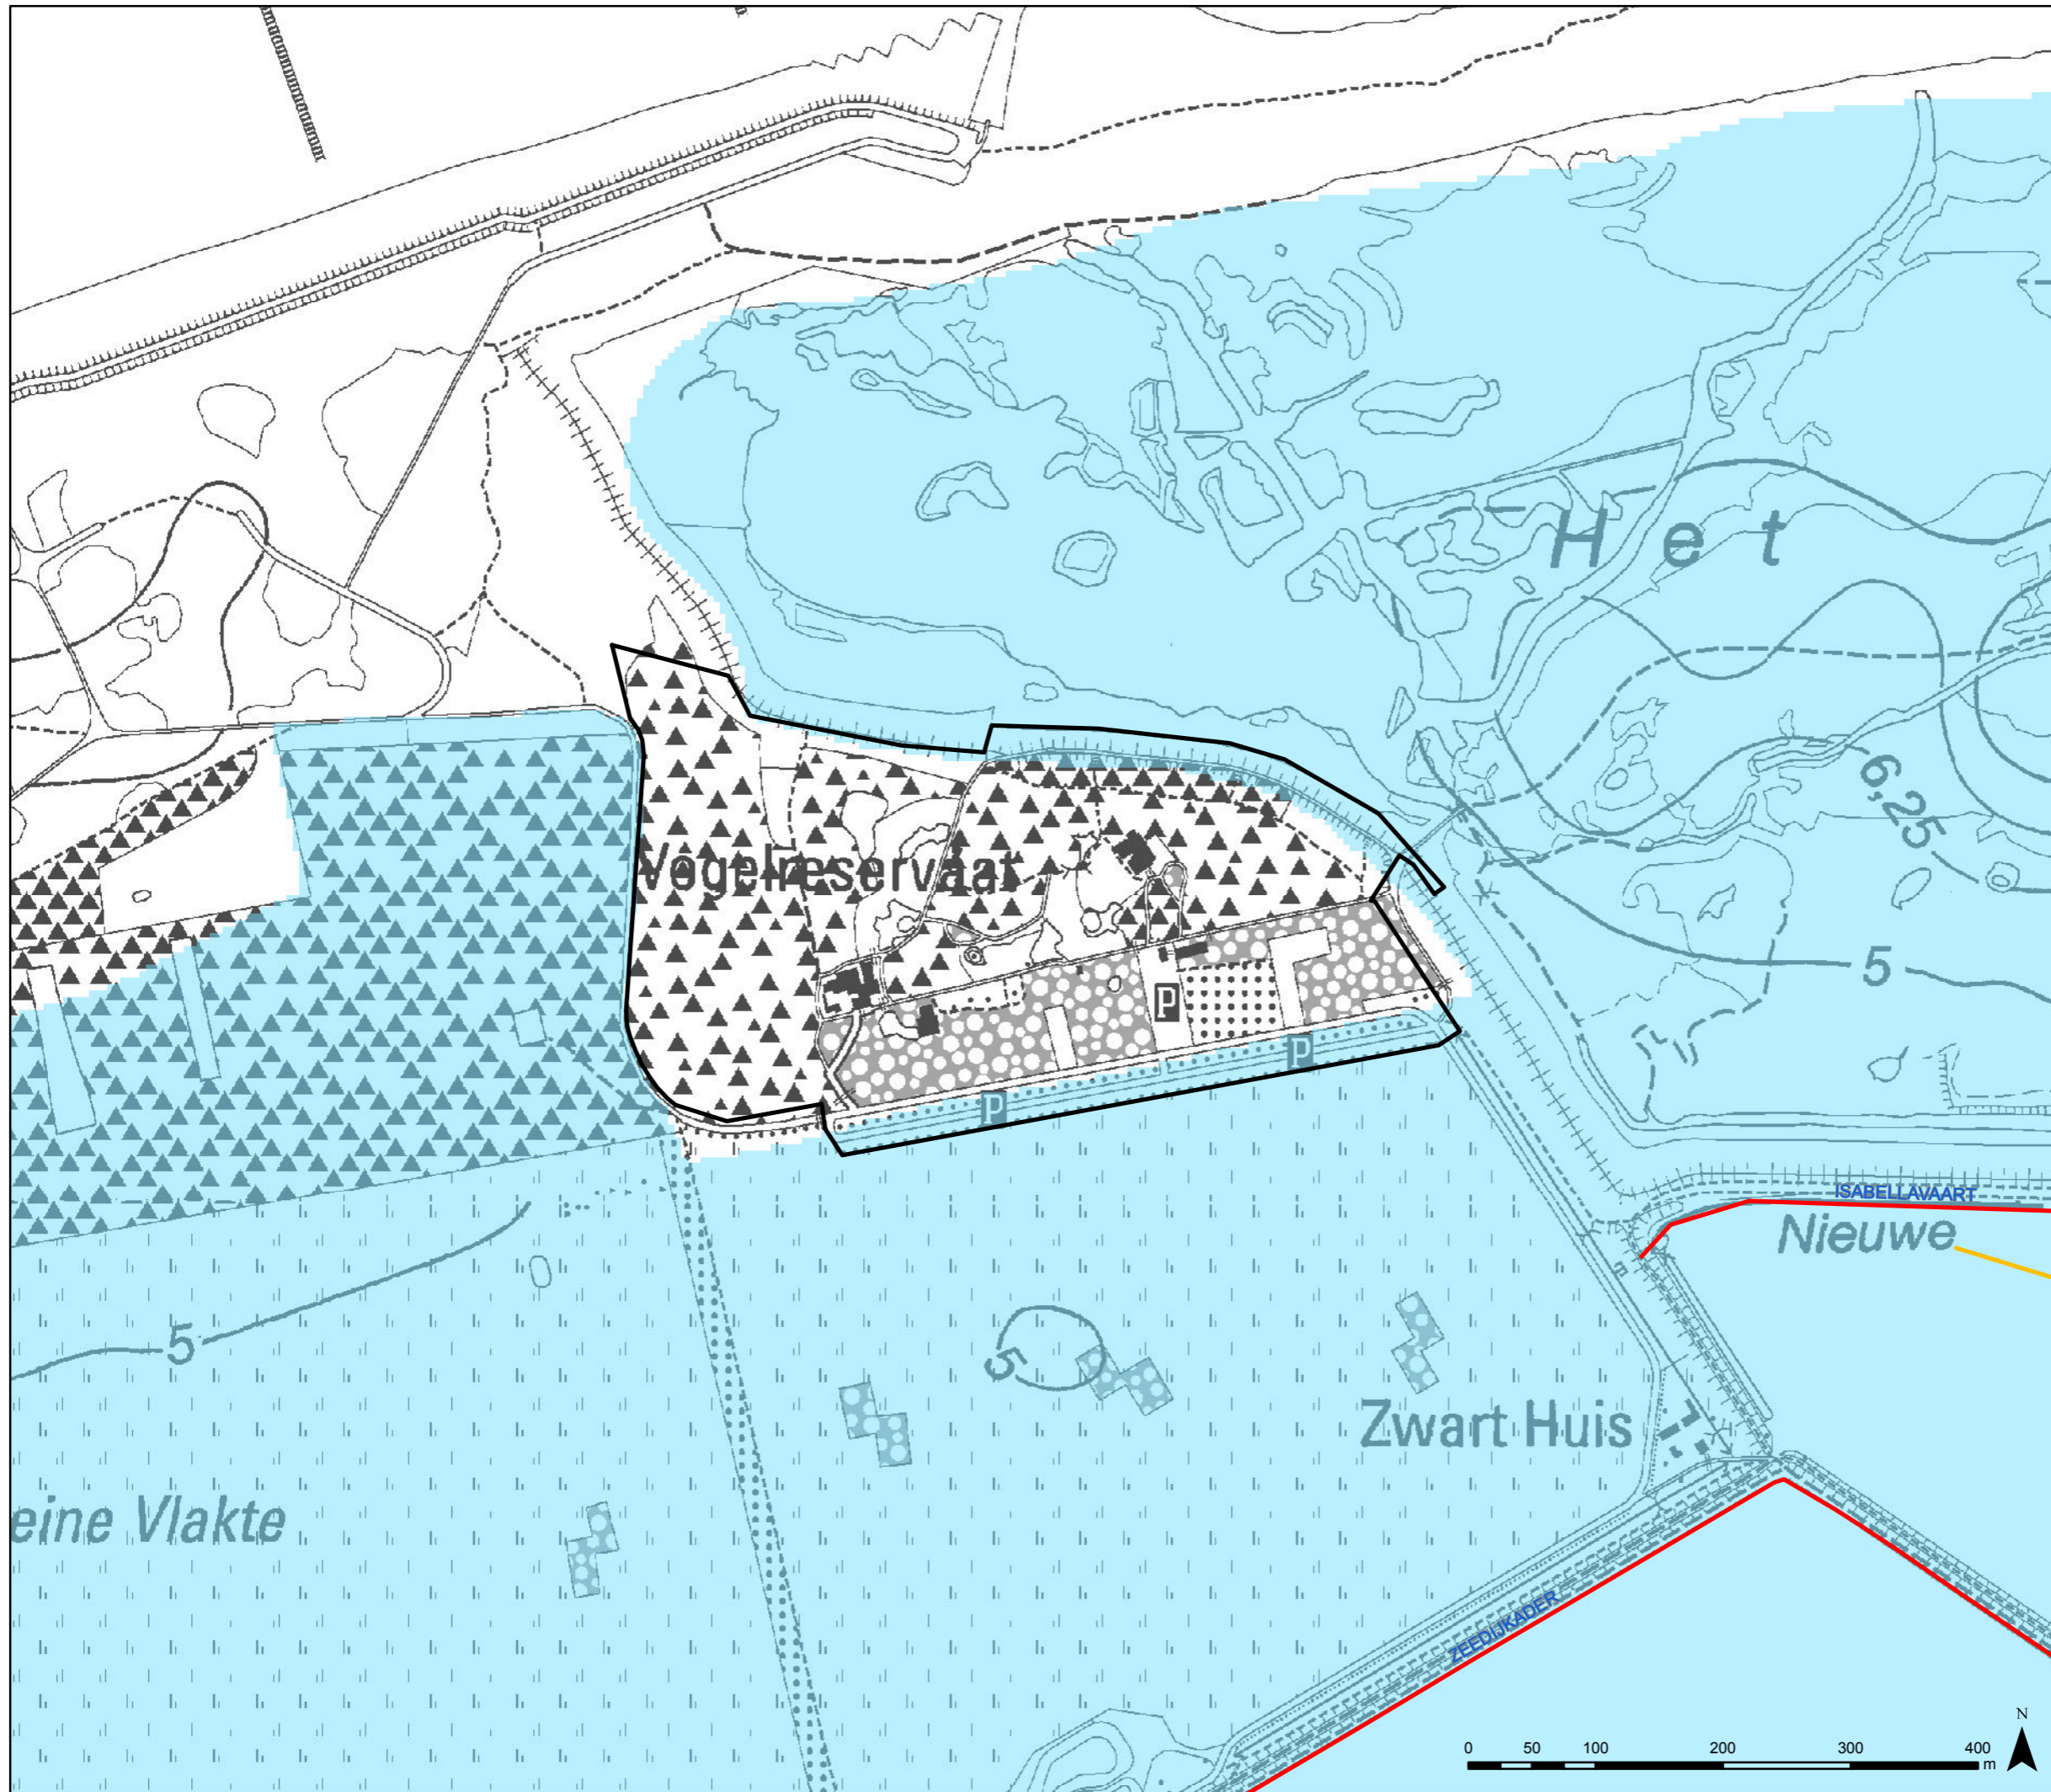 Het
6,25
Vogelreservaat
5
P
P
P
ISABELLAVAART
Nieuwe
5
5
Zwart Huis
eine Vlakte
ZEEDIJKADER
N
0 50 100 200 300 400
m